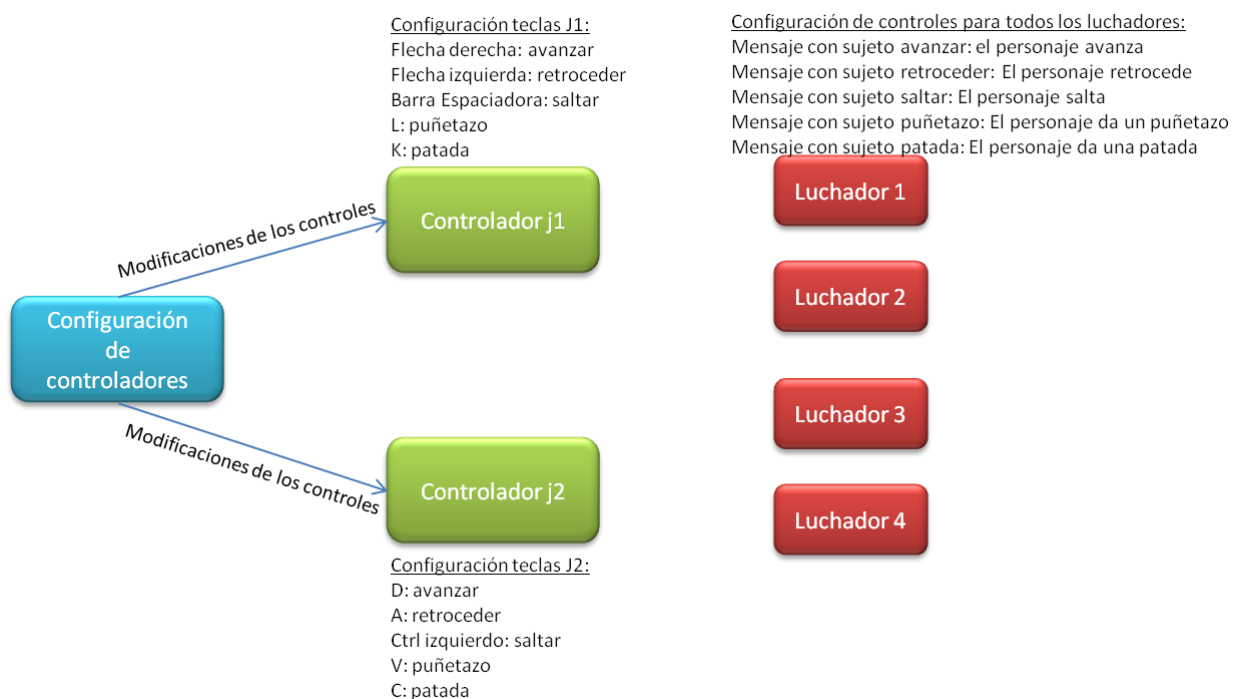 Configuración teclas J1:
Flecha derecha: avanzar
Flecha izquierda: retroceder
Barra Espaciadora: saltar
L: puñetazo
K: patada
Configuración de controles para todos los luchadores:
Mensaje con sujeto avanzar: el personaje avanza
Mensaje con sujeto retroceder: El personaje retrocede
Mensaje con sujeto saltar: El personaje salta
Mensaje con sujeto puñetazo: El personaje da un puñetazo
Mensaje con sujeto patada: El personaje da una patada
Modificaciones de los controles
Controlador j1
Luchador 1
Luchador 2
Configuración
de
controladores
Luchador 3
Modificaciones de los controles
Controlador j2
Luchador 4
Configuración teclas J2:
D: avanzar
A: retroceder
Ctrl izquierdo: saltar
V: puñetazo
C: patada